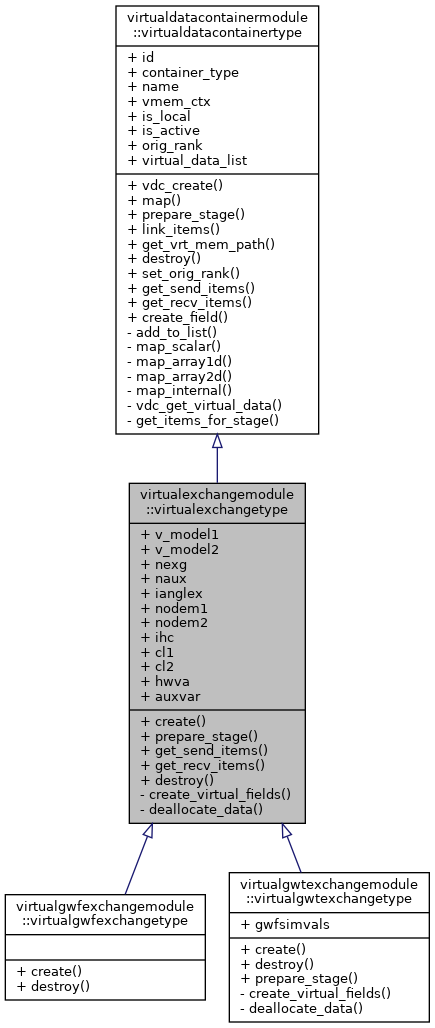 virtualdatacontainermodule
::virtualdatacontainertype
+ id
+ container_type
+ name
+ vmem_ctx
+ is_local
+ is_active
+ orig_rank
+ virtual_data_list
+ vdc_create()
+ map()
+ prepare_stage()
+ link_items()
+ get_vrt_mem_path()
+ destroy()
+ set_orig_rank()
+ get_send_items()
+ get_recv_items()
+ create_field()
- add_to_list()
- map_scalar()
- map_array1d()
- map_array2d()
- map_internal()
- vdc_get_virtual_data()
- get_items_for_stage()
virtualexchangemodule
::virtualexchangetype
+ v_model1
+ v_model2
+ nexg
+ naux
+ ianglex
+ nodem1
+ nodem2
+ ihc
+ cl1
+ cl2
+ hwva
+ auxvar
+ create()
+ prepare_stage()
+ get_send_items()
+ get_recv_items()
+ destroy()
- create_virtual_fields()
- deallocate_data()
virtualgwfexchangemodule
::virtualgwfexchangetype
+ create()
+ destroy()
virtualgwtexchangemodule
::virtualgwtexchangetype
+ gwfsimvals
+ create()
+ destroy()
+ prepare_stage()
- create_virtual_fields()
- deallocate_data()